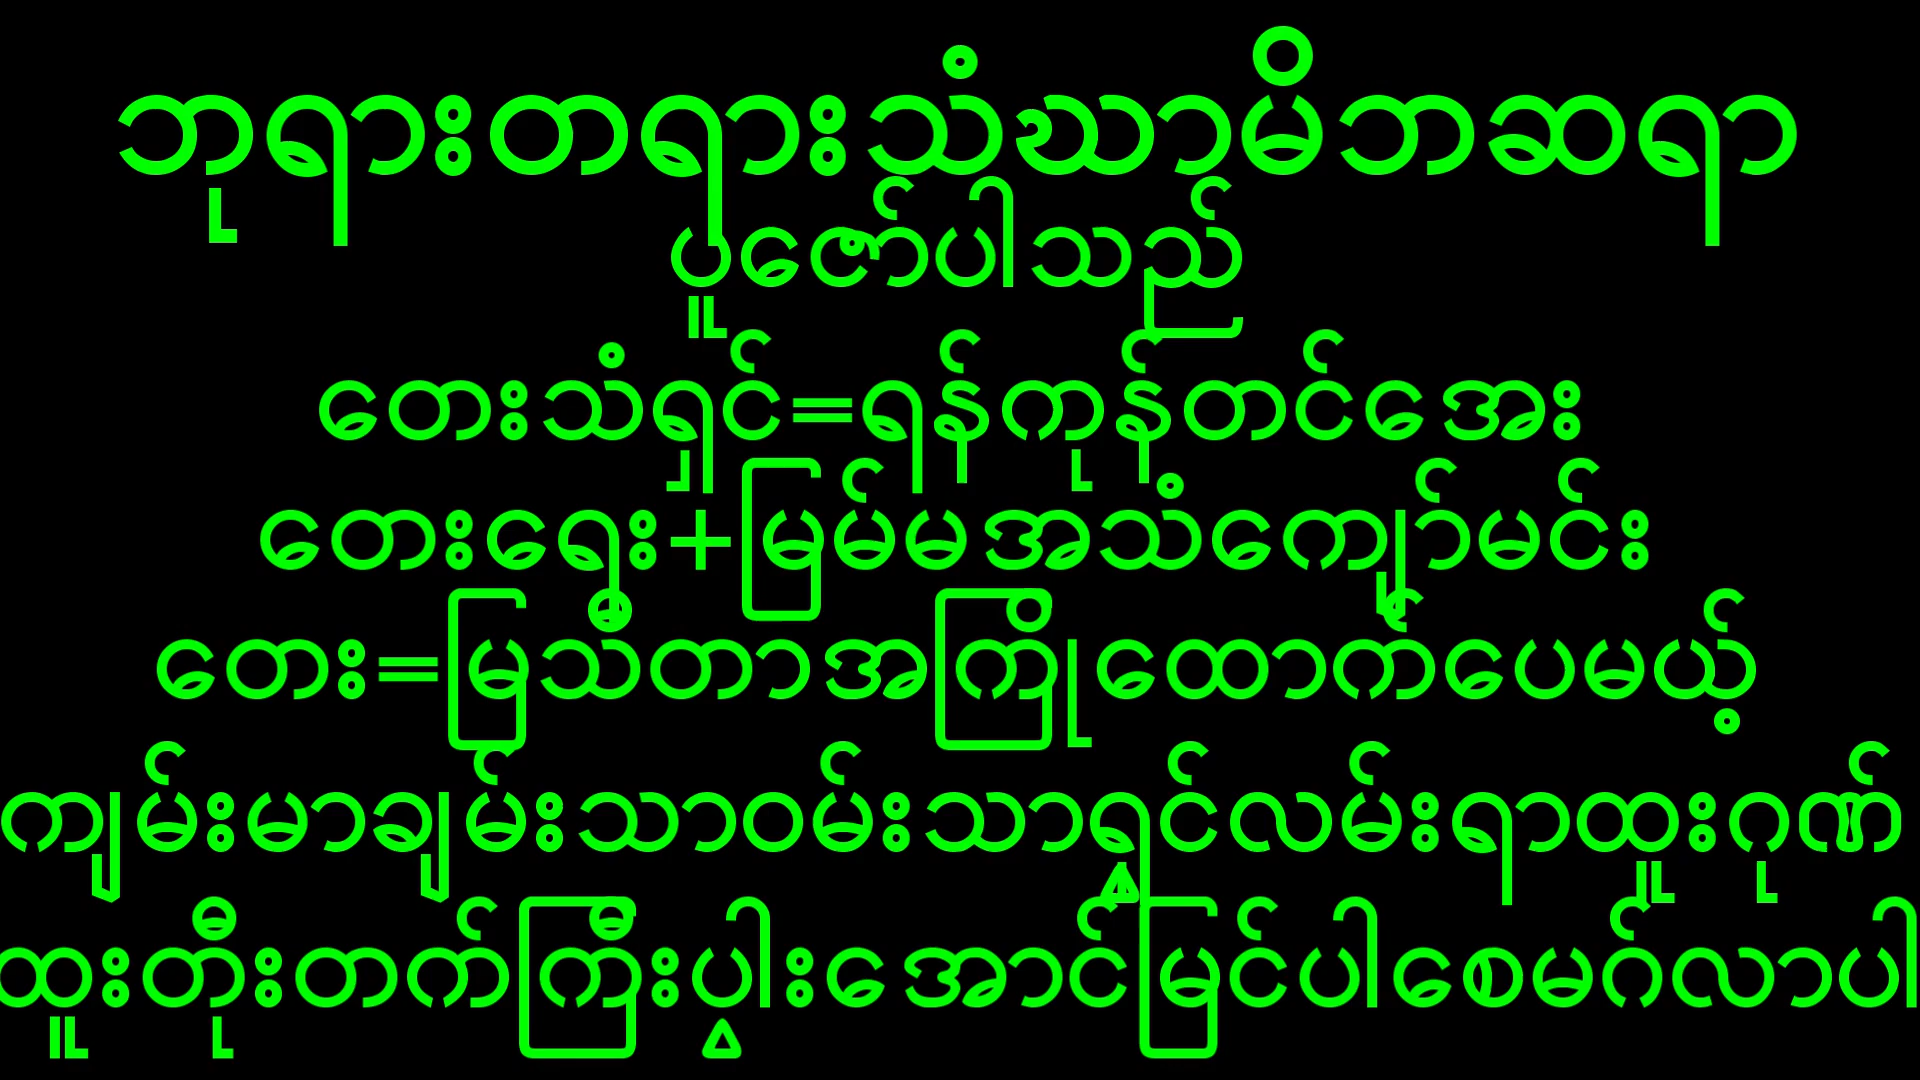 ဘုရားတရားသံဃာမိဘဆရာ
ပူဇော်ပါသည်
တေးသံရှင်=ရန်ကုန်တင်အေး
တေးရေး+မြမ်မအသံကျော်မင်း
တေး=မြသီတာအကြိုထောက်ပေမယ့်
ကျမ်းမာချမ်းသာဝမ်းသာရွှင်လမ်းရာထူးဂုဏ်
ထူးတိုးတက်ကြီးပွါးအောင်မြင်ပါစေမင်္ဂလာပါ